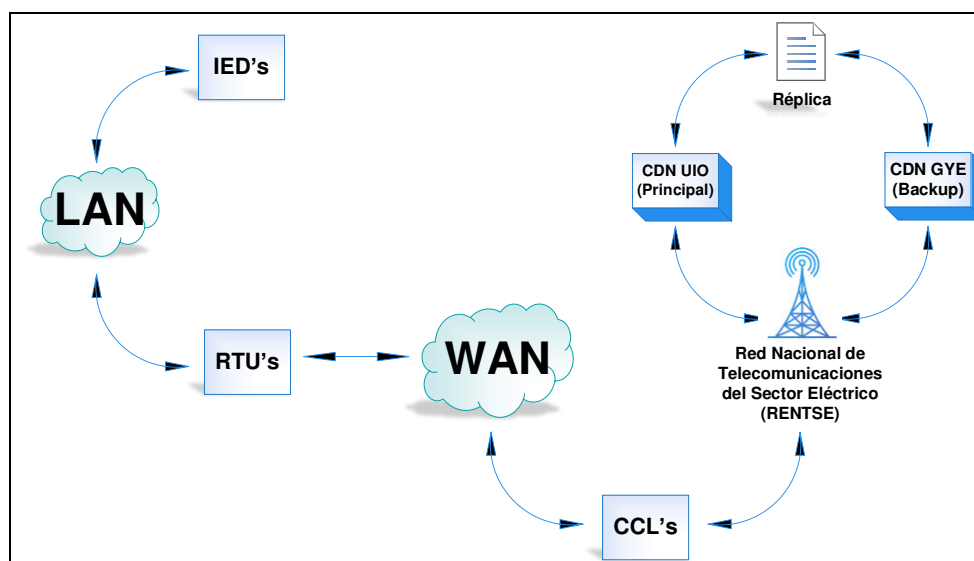 IED's
LAN
RTU's
WAN
CCL's
Réplica
CDN UIO
(Principal)
CDN GYE
(Backup)
Red Nacional de
Telecomunicaciones
del Sector Eléctrico
(RENTSE)